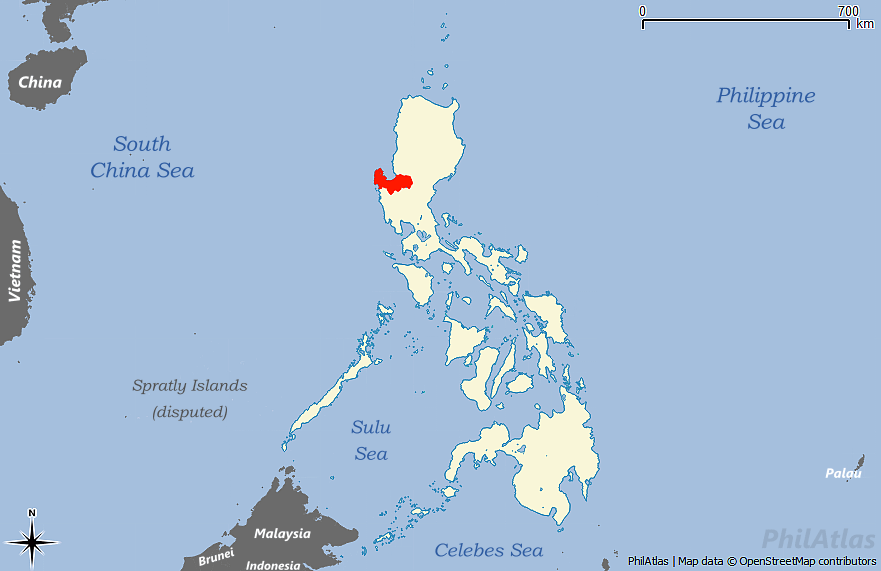 0 700
km
China
Philippine
Sea
South
China Sea
Vietnam
Spratly Islands
(disputed)
Sulu
Sea
Palau
N
Malaysia
Brunei
Indonesia
Celebes Sea
PhilAtlas
PhilAtlas | Map data © OpenStreetMap contributors